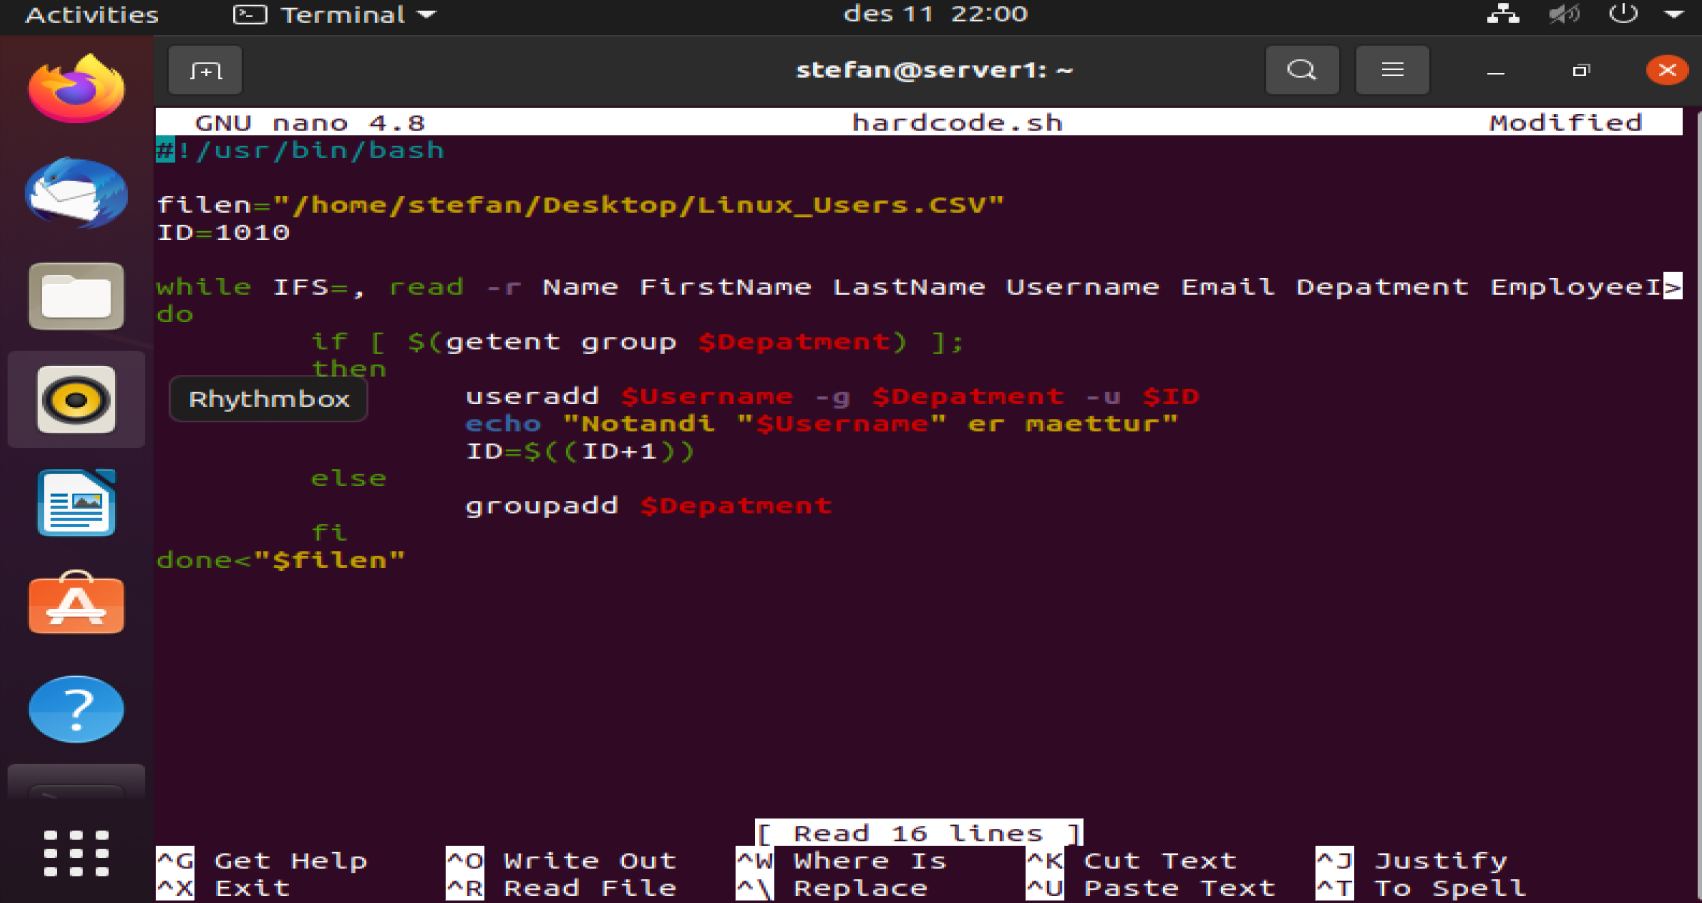 Activities
Terminal
des 11 22:00
stefan@server1: ~
GNU nano 4.8 hardcode.sh Modified
#!/usr/bin/bash
filen="/home/stefan/Desktop/Linux_Users.CSV"
ID=1010
while IFS=, read -r Name FirstName LastName Username Email Depatment EmployeeI>
do
if [ $(getent group $Depatment) ];
then
Rhythmbox
useradd $Username -g $Depatment -u $ID
echo "Notandi "$Username" er maettur"
ID=$((ID+1))
else
groupadd $Depatment
fi
done<"$filen"
[ Read 16 lines ]
^G Get Help ^O Write Out ^W Where Is ^K Cut Text ^J Justify
^X Exit ^R Read File ^\ Replace ^U Paste Text ^T To Spell